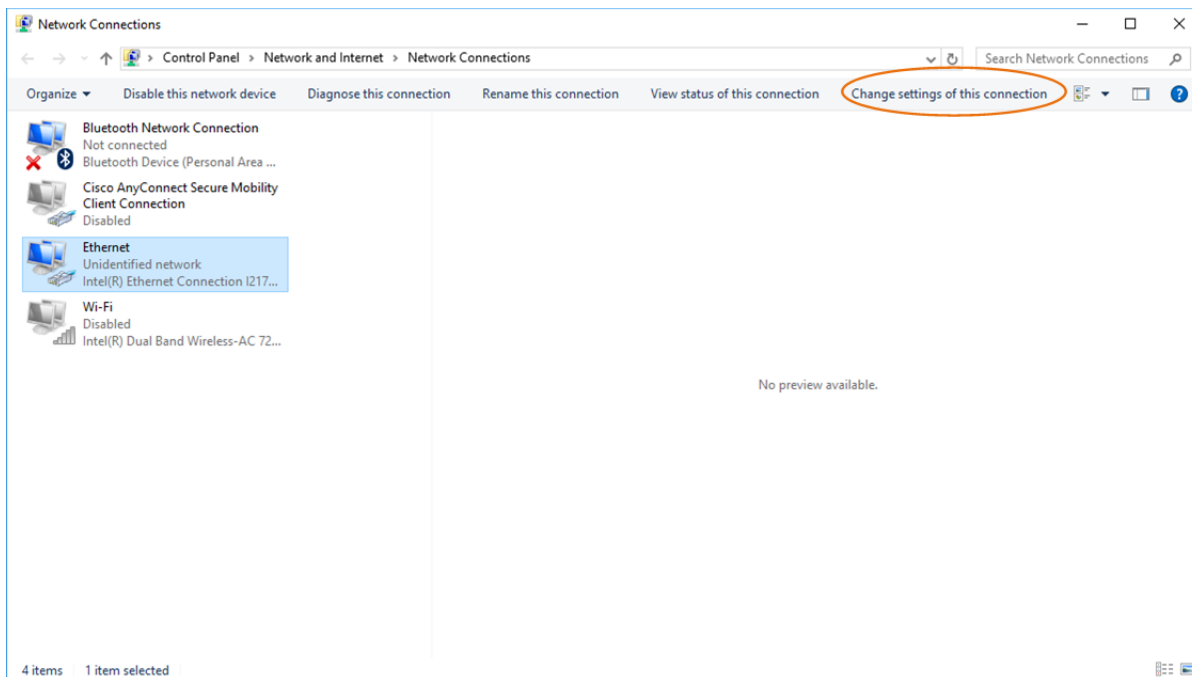 Network Connections
Control Panel > Network and Internet > Network Connections
Search Network Connections
Organize Disable this network device Diagnose this connection Rename this connection View status of this connection Change settings of this connection
Bluetooth Network Connection
Not connected
Bluetooth Device (Personal Area ...
Cisco AnyConnect Secure Mobility
Client Connection
Disabled
Ethernet
Unidentified network
Intel(R) Ethernet Connection I217...
Wi-Fi
Disabled
Intel(R) Dual Band Wireless-AC 72...
No preview available.
4 items 1 item selected